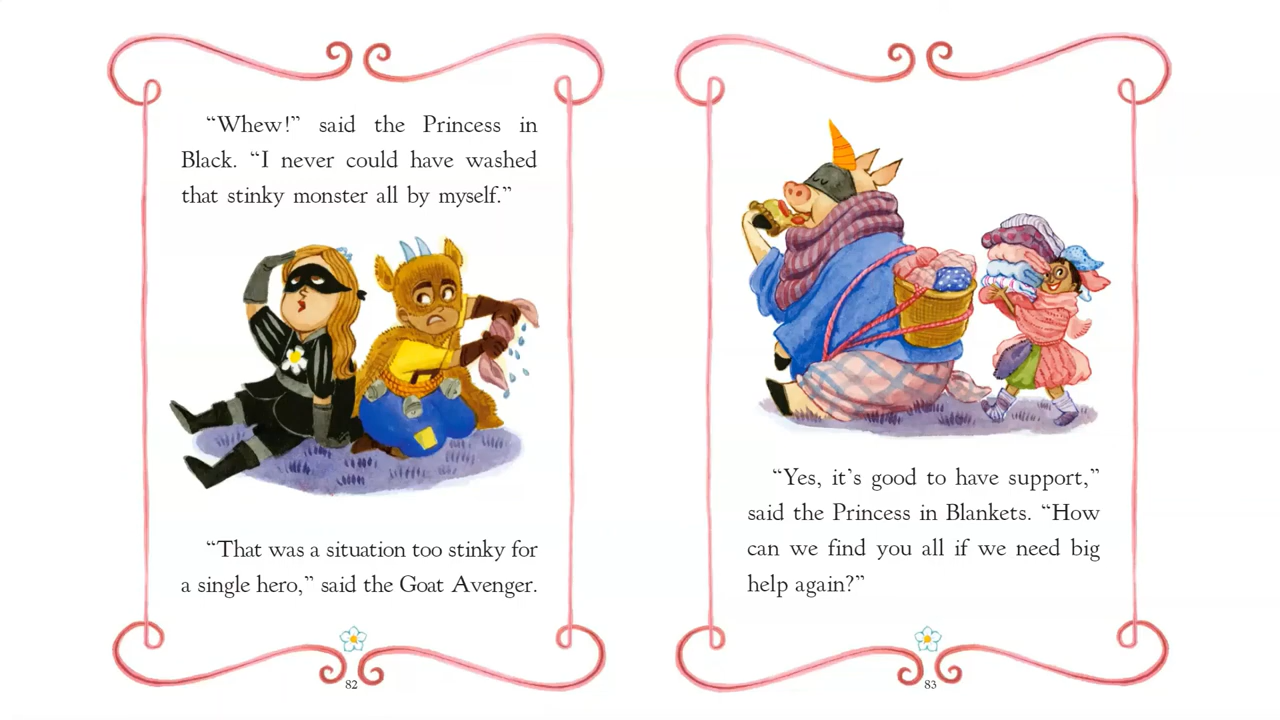 “Whew!” said the Princess in
Black. “I never could have washed
that stinky monster all by myself.”
“That was a situation too stinky for
a single hero,” said the Goat Avenger.
82
“Yes, it’s good to have support,”
said the Princess in Blankets. “How
can we find you all if we need big
help again?”
83